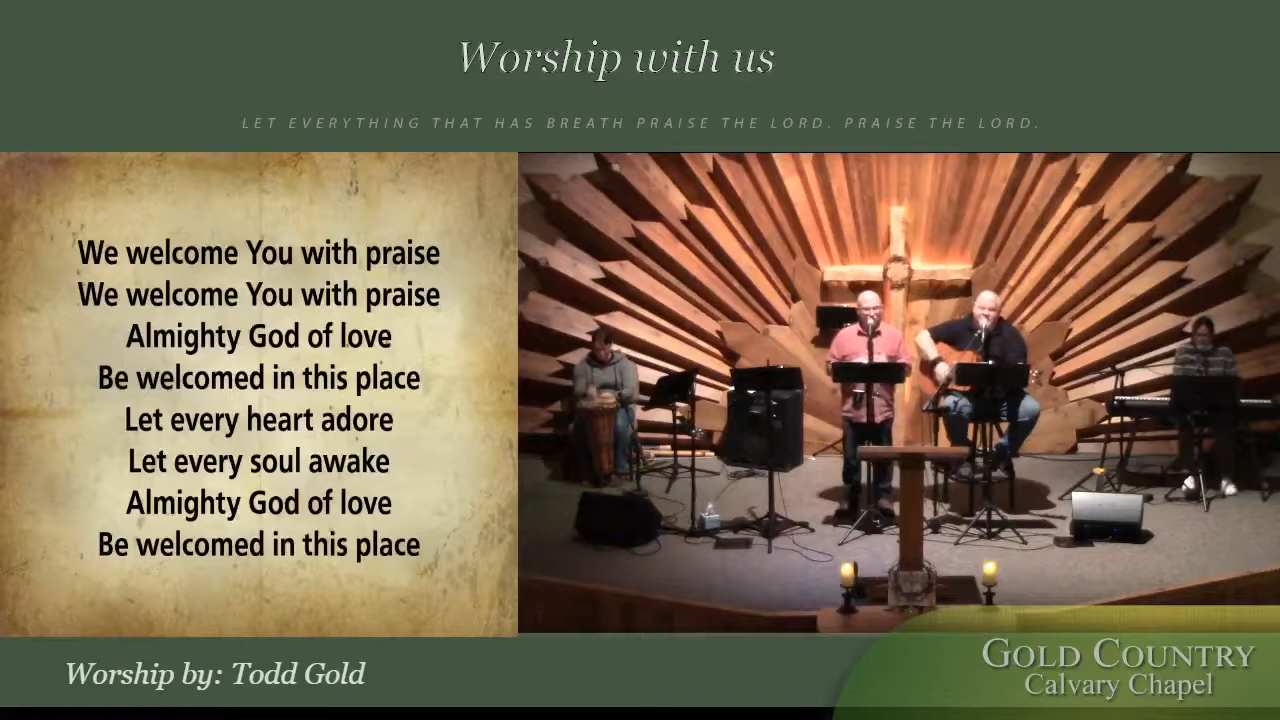 Worship with us
LET EVERYTHING THAT HAS BREATH PRAISE THE LORD. PRAISE THE LORD.
We welcome You with praise
We welcome You with praise
Almighty God of love
Be welcomed in this place
Let every heart adore
Let every soul awake
Almighty God of love
Be welcomed in this place
Worship by: Todd Gold
GOLD COUNTRY
Calvary Chapel